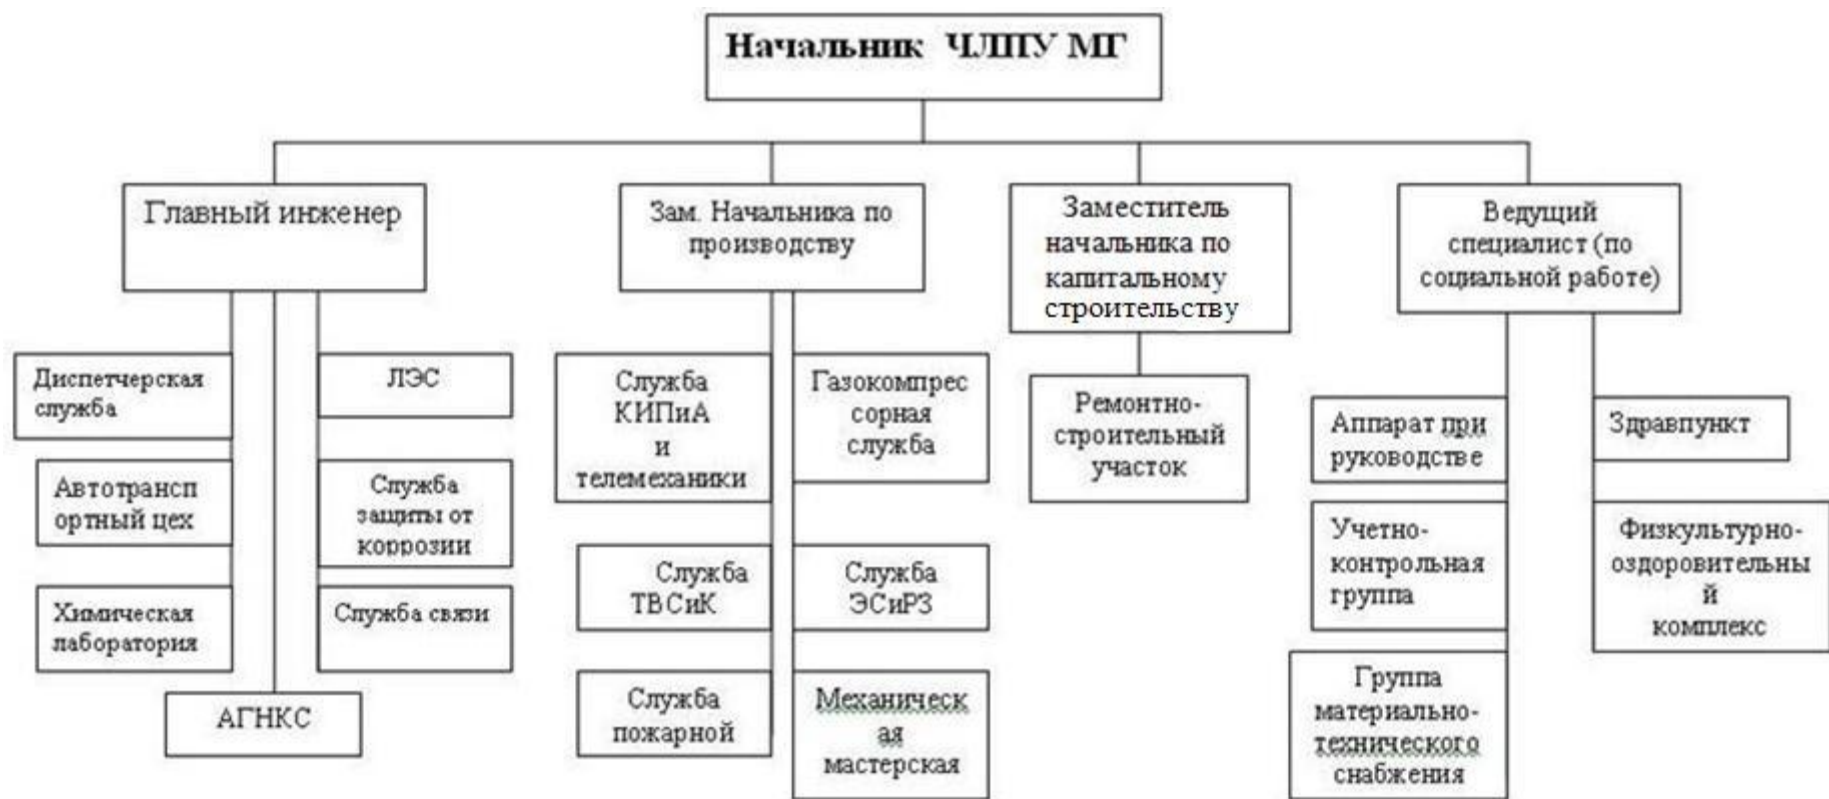 Начальник ЧЛПУ МГ
Главный инженер
Зам. Начальника по
производству
Заместитель
начальника по
капитальному
строительству
Ведущий
специалист (по
социальной работе)
Диспетчерская
служба
ЛЭС
Автотрансп
ортный цех
Служба
защиты от
коррозии
Химическая
лаборатория
Служба связи
АГНКС
Служба
КИПиА
и
телемеханики
Газокомпрес
сорная
служба
Служба
ТВСиК
Служба
ЭСиРЗ
Служба
пожарной
Механическ
ая
мастерская
Ремонтно-
строительный
участок
Аппарат при
руководстве
Здравпункт
Учетно-
контрольная
группа
Физкультурно-
оздоровительны
й
комплекс
Группа
материально-
технического
снабжения